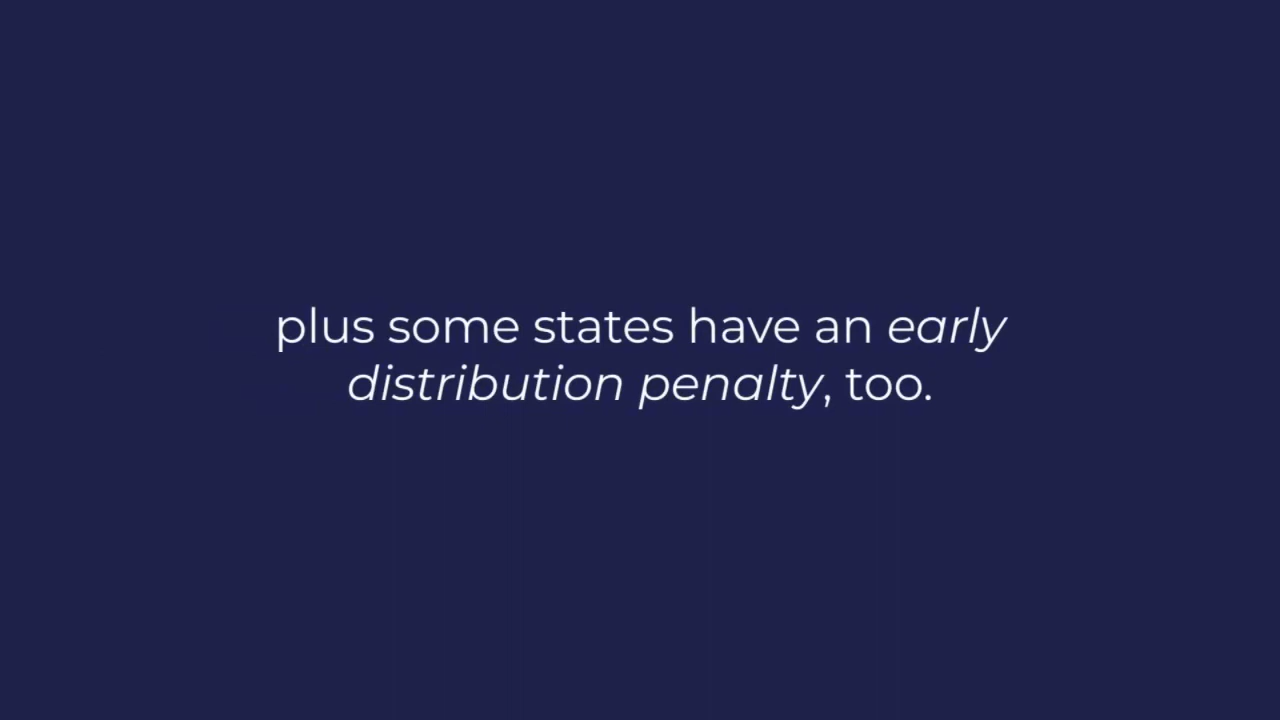 plus some states have an early
distribution penalty, too.